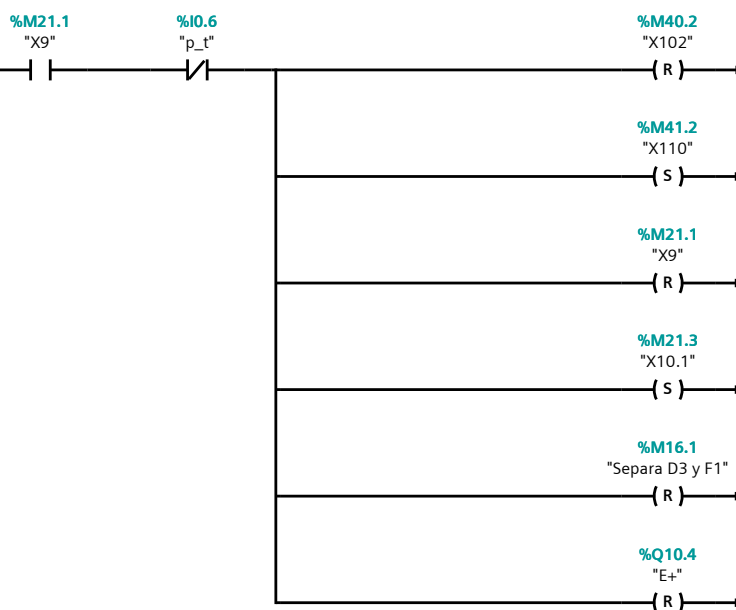 %M21.1
"X9"
%I0.6
"p_t"
%M40.2
"X102"
R
%M41.2
"X110"
S
%M21.1
"X9"
R
%M21.3
"X10.1"
S
%M16.1
"Separa D3 y F1"
R
%Q10.4
"E+"
R